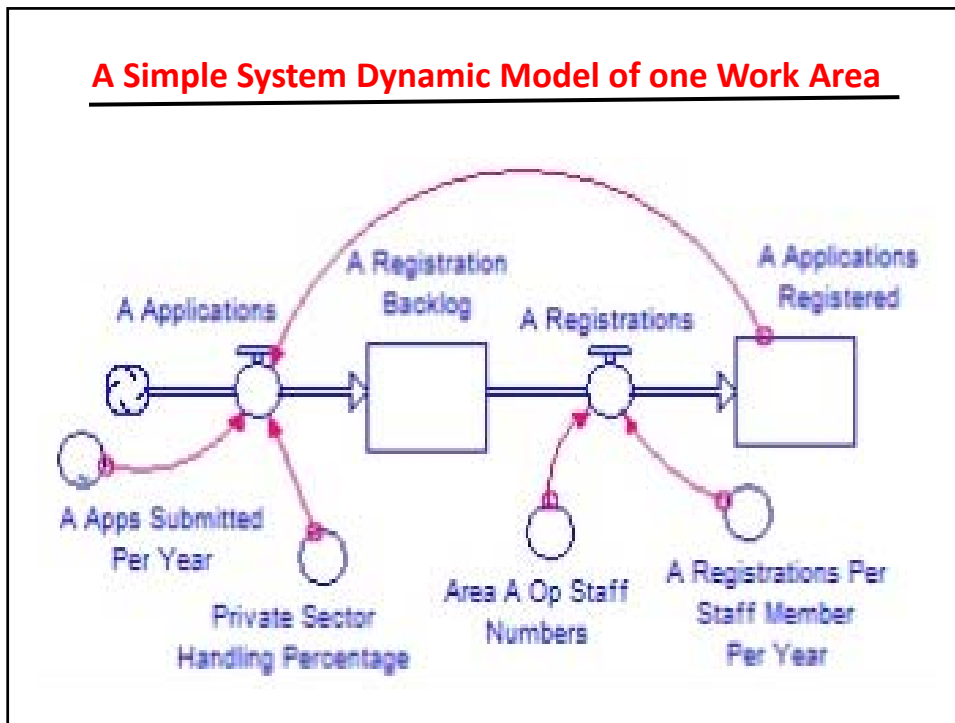 A Simple System Dynamic Model of one Work Area
A Applications
A Registration
Backlog
A Registrations
A Applications
Registered
A Apps Submitted
Per Year
Private Sector
Handling Percentage
Area A Op Staff
Numbers
A Registrations Per
Staff Member
Per Year